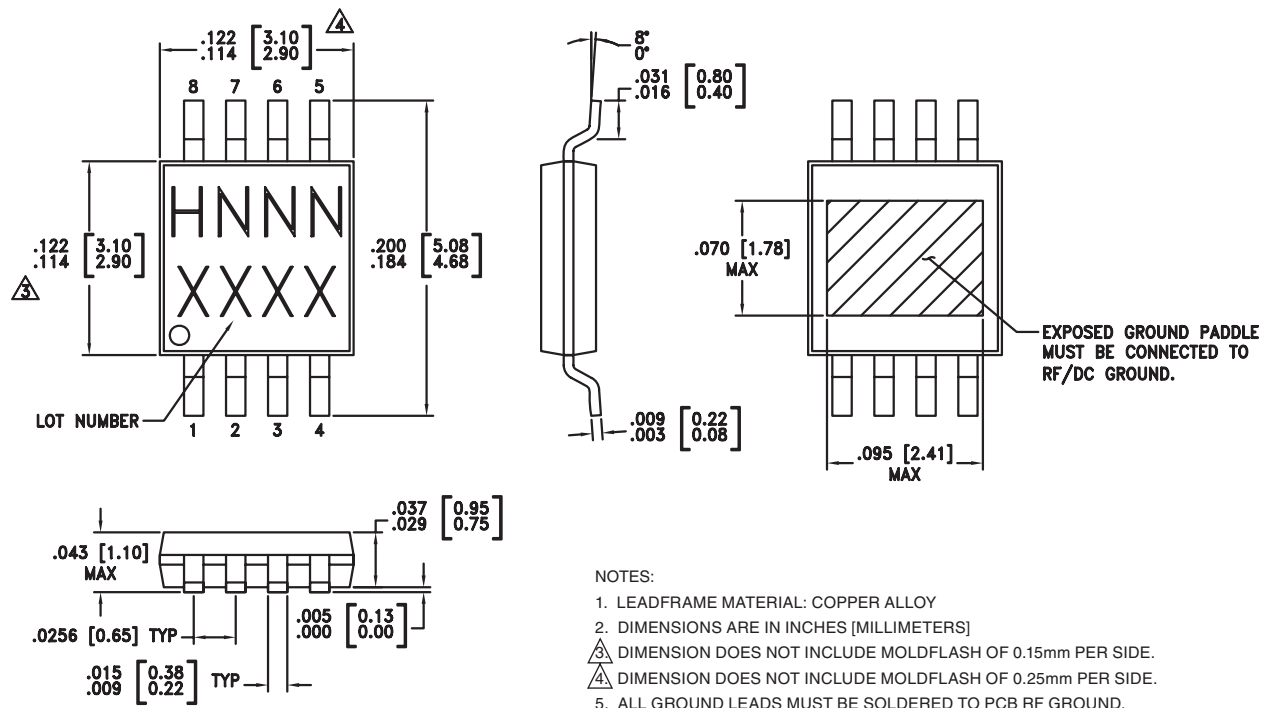 .122 [3.10]
.114 [2.90]
4
8 7 6 5
HNNN
XXXX
.122 [3.10]
.114 [2.90]
3
.200 [5.08]
.184 [4.68]
LOT NUMBER
1 2 3 4
8°
0°
.031 [0.80]
.016 [0.40]
.009 [0.22]
.003 [0.08]
.070 [1.78]
MAX
EXPOSED GROUND PADDLE
MUST BE CONNECTED TO
RF/DC GROUND.
.095 [2.41]
MAX
.037 [0.95]
.029 [0.75]
.043 [1.10]
MAX
.005 [0.13]
.000 [0.00]
.0256 [0.65] TYP
.015 [0.38]
.009 [0.22] TYP
NOTES:
1. LEADFRAME MATERIAL: COPPER ALLOY
2. DIMENSIONS ARE IN INCHES [MILLIMETERS]
3. DIMENSION DOES NOT INCLUDE MOLDFLASH OF 0.15mm PER SIDE.
4. DIMENSION DOES NOT INCLUDE MOLDFLASH OF 0.25mm PER SIDE.
5. ALL GROUND LEADS MUST BE SOLDERED TO PCB RF GROUND.